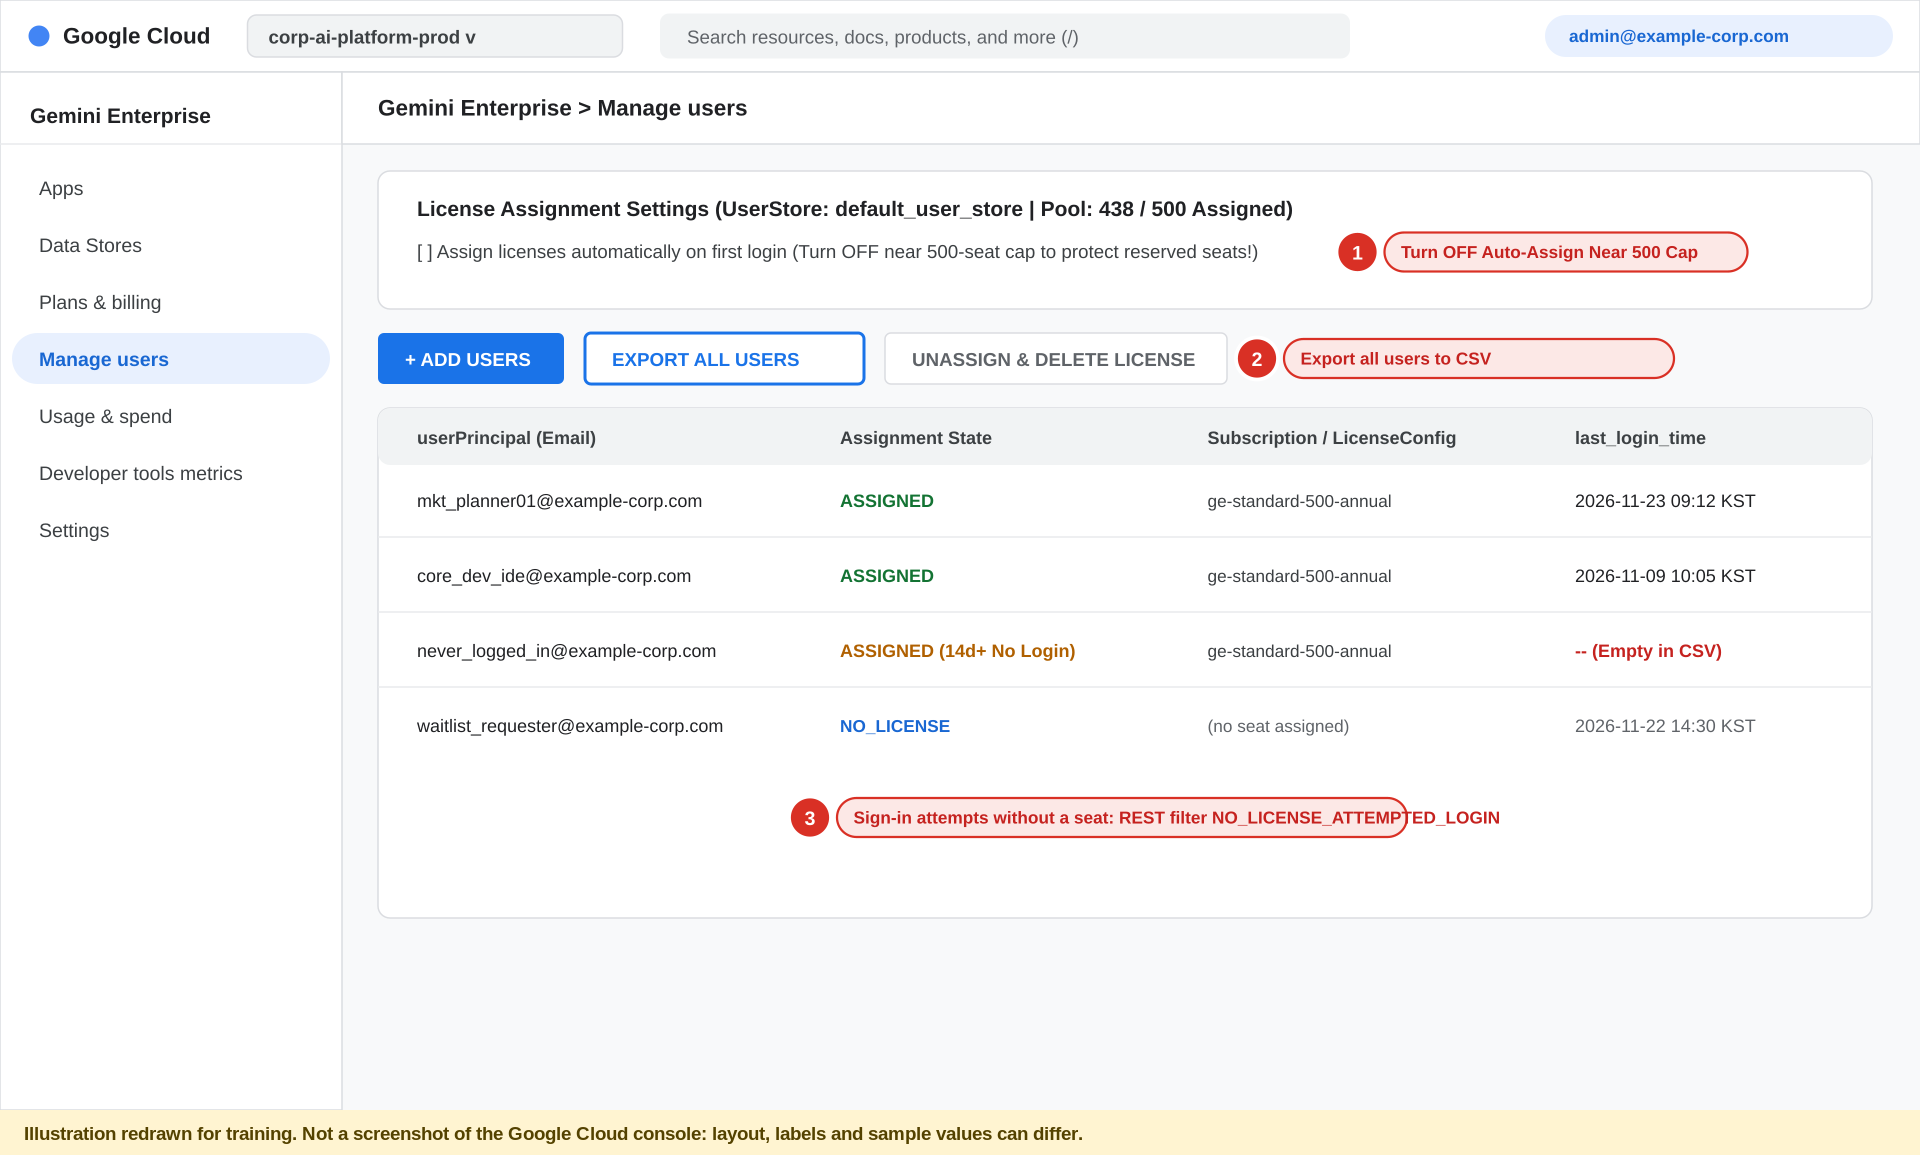 Google Cloud
corp-ai-platform-prod v
Search resources, docs, products, and more (/)
admin@example-corp.com
Gemini Enterprise
Gemini Enterprise > Manage users
Apps
Data Stores
Plans & billing
Manage users
Usage & spend
Developer tools metrics
Settings
License Assignment Settings (UserStore: default_user_store | Pool: 438 / 500 Assigned)
[ ] Assign licenses automatically on first login (Turn OFF near 500-seat cap to protect reserved seats!)
1 Turn OFF Auto-Assign Near 500 Cap
+ ADD USERS
EXPORT ALL USERS
UNASSIGN & DELETE LICENSE
2 Export all users to CSV
userPrincipal (Email) Assignment State Subscription / LicenseConfig last_login_time
mkt_planner01@example-corp.com ASSIGNED ge-standard-500-annual 2026-11-23 09:12 KST
core_dev_ide@example-corp.com ASSIGNED ge-standard-500-annual 2026-11-09 10:05 KST
never_logged_in@example-corp.com ASSIGNED (14d+ No Login) ge-standard-500-annual -- (Empty in CSV)
waitlist_requester@example-corp.com NO_LICENSE (no seat assigned) 2026-11-22 14:30 KST
3 Sign-in attempts without a seat: REST filter NO_LICENSE_ATTEMPTED_LOGIN
Illustration redrawn for training. Not a screenshot of the Google Cloud console: layout, labels and sample values can differ.